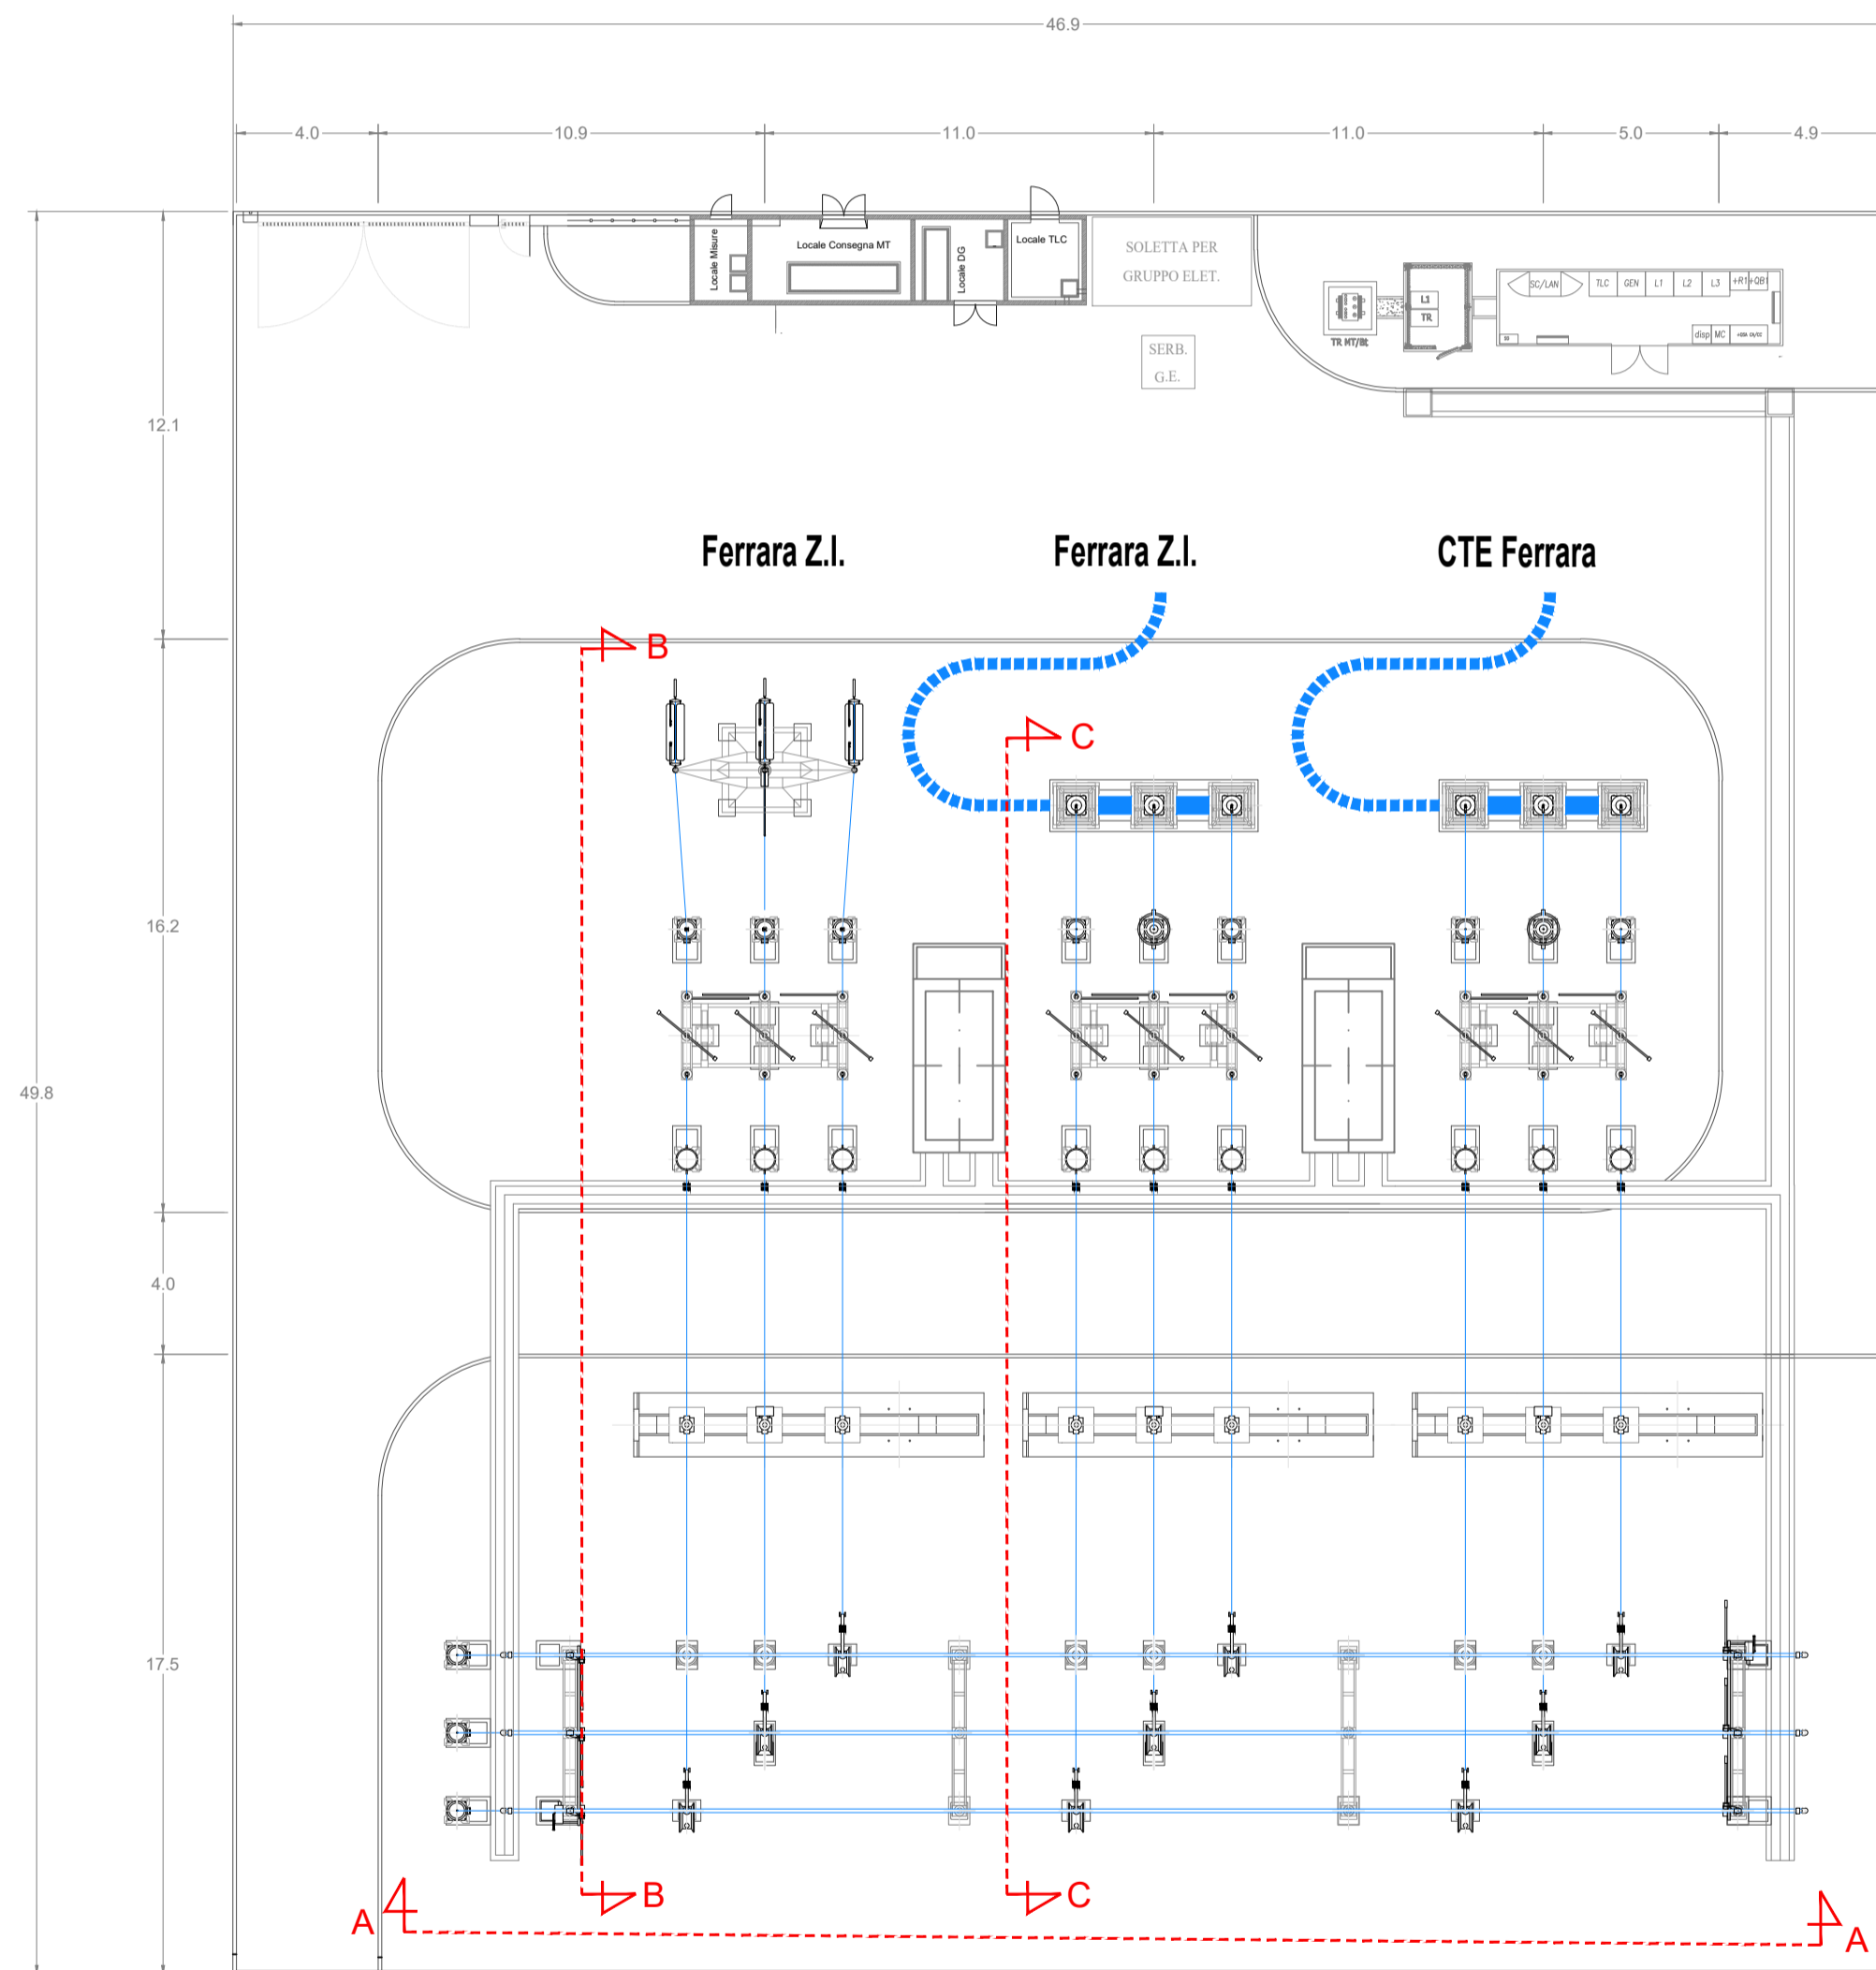 46.9
4.0
10.9
11.0
11.0
5.0
4.9
Locale Misure
Locale Consegna MT
Locale DG
Locale TLC
SOLETTA PER
GRUPPO ELET.
SERB.
G.E.
TR MT/Bt
L1
TR
SC/LAN
TLC
GEN
L1
L2
L3
+R1
+QB1
disp
MC
12.1
Ferrara Z.I.
Ferrara Z.I.
CTE Ferrara
B
C
16.2
49.8
4.0
17.5
B
C
A
A